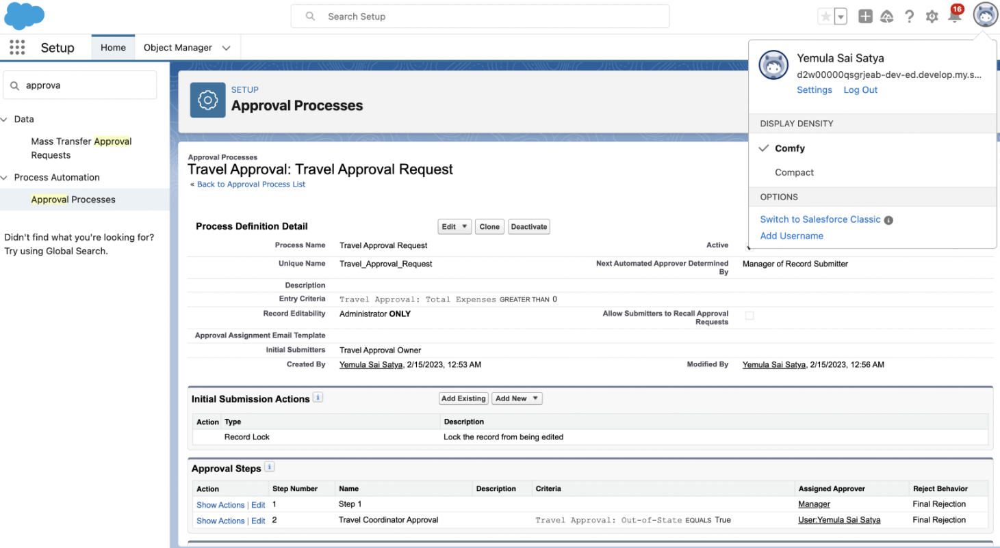 Search Setup
16
Setup
Home
Object Manager
approva
Data
Mass Transfer Approval
Requests
Process Automation
Approval Processes
Didn't find what you're looking for?
Try using Global Search.
SETUP
Approval Processes
Yemula Sai Satya
d2w00000qsgrjeab-dev-ed.develop.my.s...
Settings Log Out
DISPLAY DENSITY
Comfy
Compact
OPTIONS
Switch to Salesforce Classic
Add Username
Approval Processes
Travel Approval: Travel Approval Request
« Back to Approval Process List
Process Definition Detail Edit Clone Deactivate
Process Name Travel Approval Request Active
Unique Name Travel_Approval_Request Next Automated Approver Determined By Manager of Record Submitter
Description
Entry Criteria Travel Approval: Total Expenses GREATER THAN 0
Record Editability Administrator ONLY Allow Submitters to Recall Approval Requests
Approval Assignment Email Template
Initial Submitters Travel Approval Owner
Created By Yemula Sai Satya, 2/15/2023, 12:53 AM Modified By Yemula Sai Satya, 2/15/2023, 12:56 AM
Initial Submission Actions i Add Existing Add New
Action Type Description
Record Lock Lock the record from being edited
Approval Steps i
Action Step Number Name Description Criteria Assigned Approver Reject Behavior
Show Actions | Edit 1 Step 1 Manager Final Rejection
Show Actions | Edit 2 Travel Coordinator Approval Travel Approval: Out-of-State EQUALS True User:Yemula Sai Satya Final Rejection